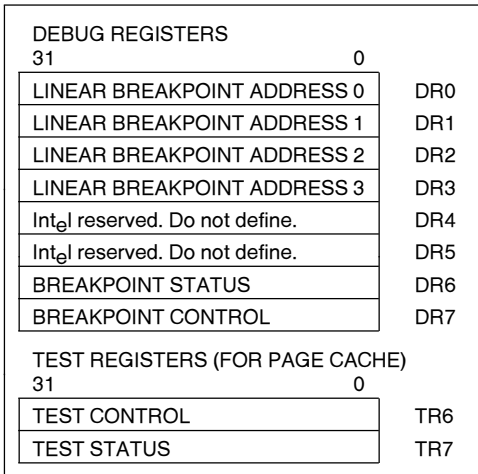 DEBUG REGISTERS
31 0
LINEAR BREAKPOINT ADDRESS 0 DR0
LINEAR BREAKPOINT ADDRESS 1 DR1
LINEAR BREAKPOINT ADDRESS 2 DR2
LINEAR BREAKPOINT ADDRESS 3 DR3
Intel reserved. Do not define. DR4
Intel reserved. Do not define. DR5
BREAKPOINT STATUS DR6
BREAKPOINT CONTROL DR7
TEST REGISTERS (FOR PAGE CACHE)
31 0
TEST CONTROL TR6
TEST STATUS TR7